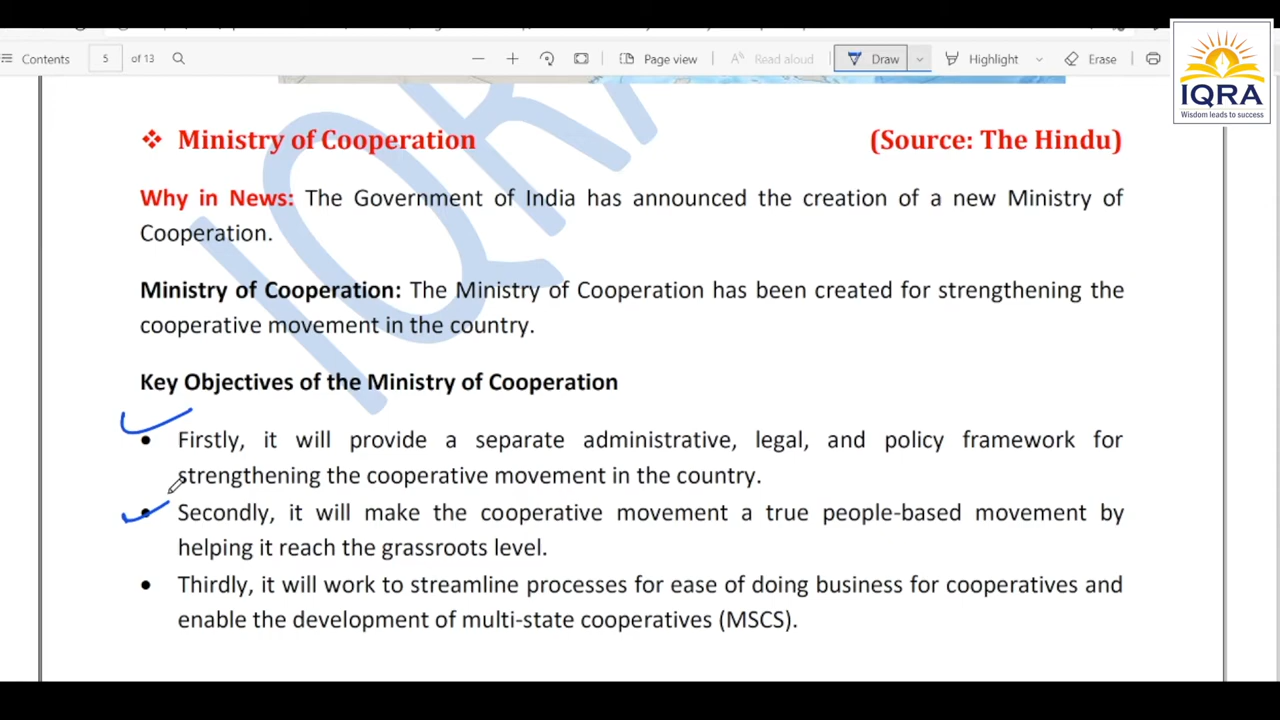 Contents 5 of 13 Page view Read aloud Draw Highlight Erase
IQRA
Wisdom leads to success
❖ Ministry of Cooperation (Source: The Hindu)
Why in News: The Government of India has announced the creation of a new Ministry of
Cooperation.
Ministry of Cooperation: The Ministry of Cooperation has been created for strengthening the
cooperative movement in the country.
Key Objectives of the Ministry of Cooperation
• Firstly, it will provide a separate administrative, legal, and policy framework for
strengthening the cooperative movement in the country.
• Secondly, it will make the cooperative movement a true people-based movement by
helping it reach the grassroots level.
• Thirdly, it will work to streamline processes for ease of doing business for cooperatives and
enable the development of multi-state cooperatives (MSCS).
IQRA